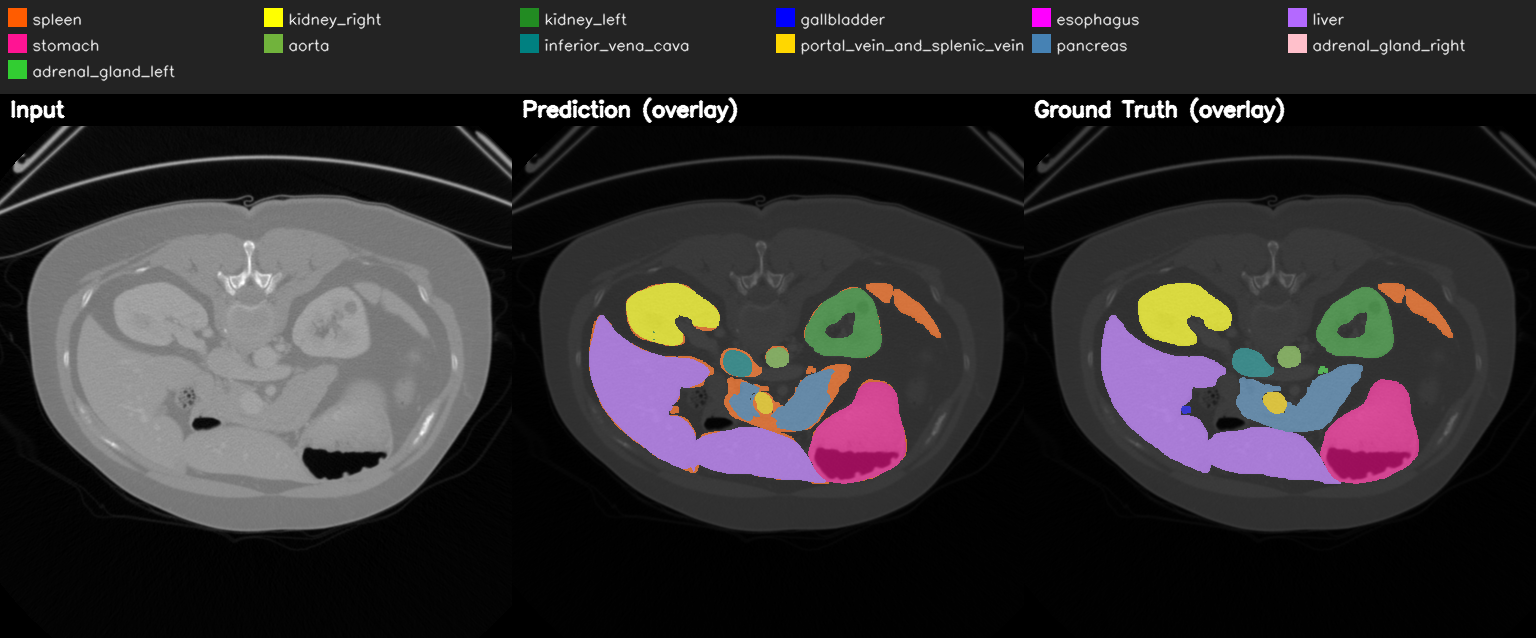 spleen kidney_right kidney_left gallbladder esophagus liver
stomach aorta inferior_vena_cava portal_vein_and_splenic_vein pancreas adrenal_gland_right
adrenal_gland_left
Input Prediction (overlay) Ground Truth (overlay)